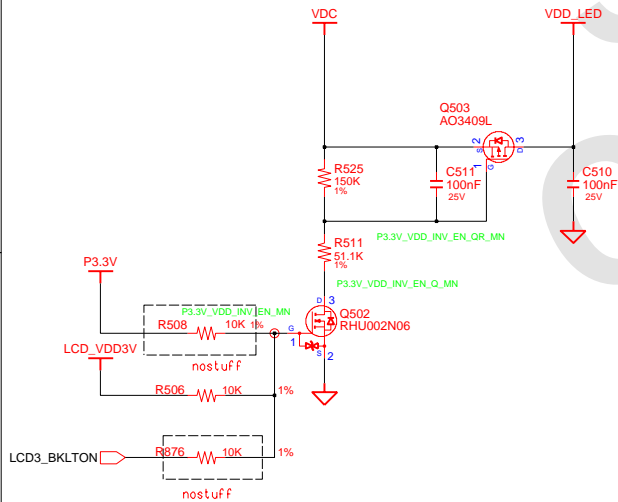 VDC
VDD_LED
Q503
AO3409L
2
S
3
D
1
G
R525
150K
1%
C511
100nF
25V
C510
100nF
25V
R511
51.1K
1%
P3.3V_VDD_INV_EN_QR_MN
P3.3V
P3.3V_VDD_INV_EN_Q_MN
D
3
P3.3V_VDD_INV_EN_MN
Q502
RHU002N06
R508
10K
1%
G
1
S
2
LCD_VDD3V
nostuff
R506
10K
1%
LCD3_BKLTON
R876
10K
1%
nostuff